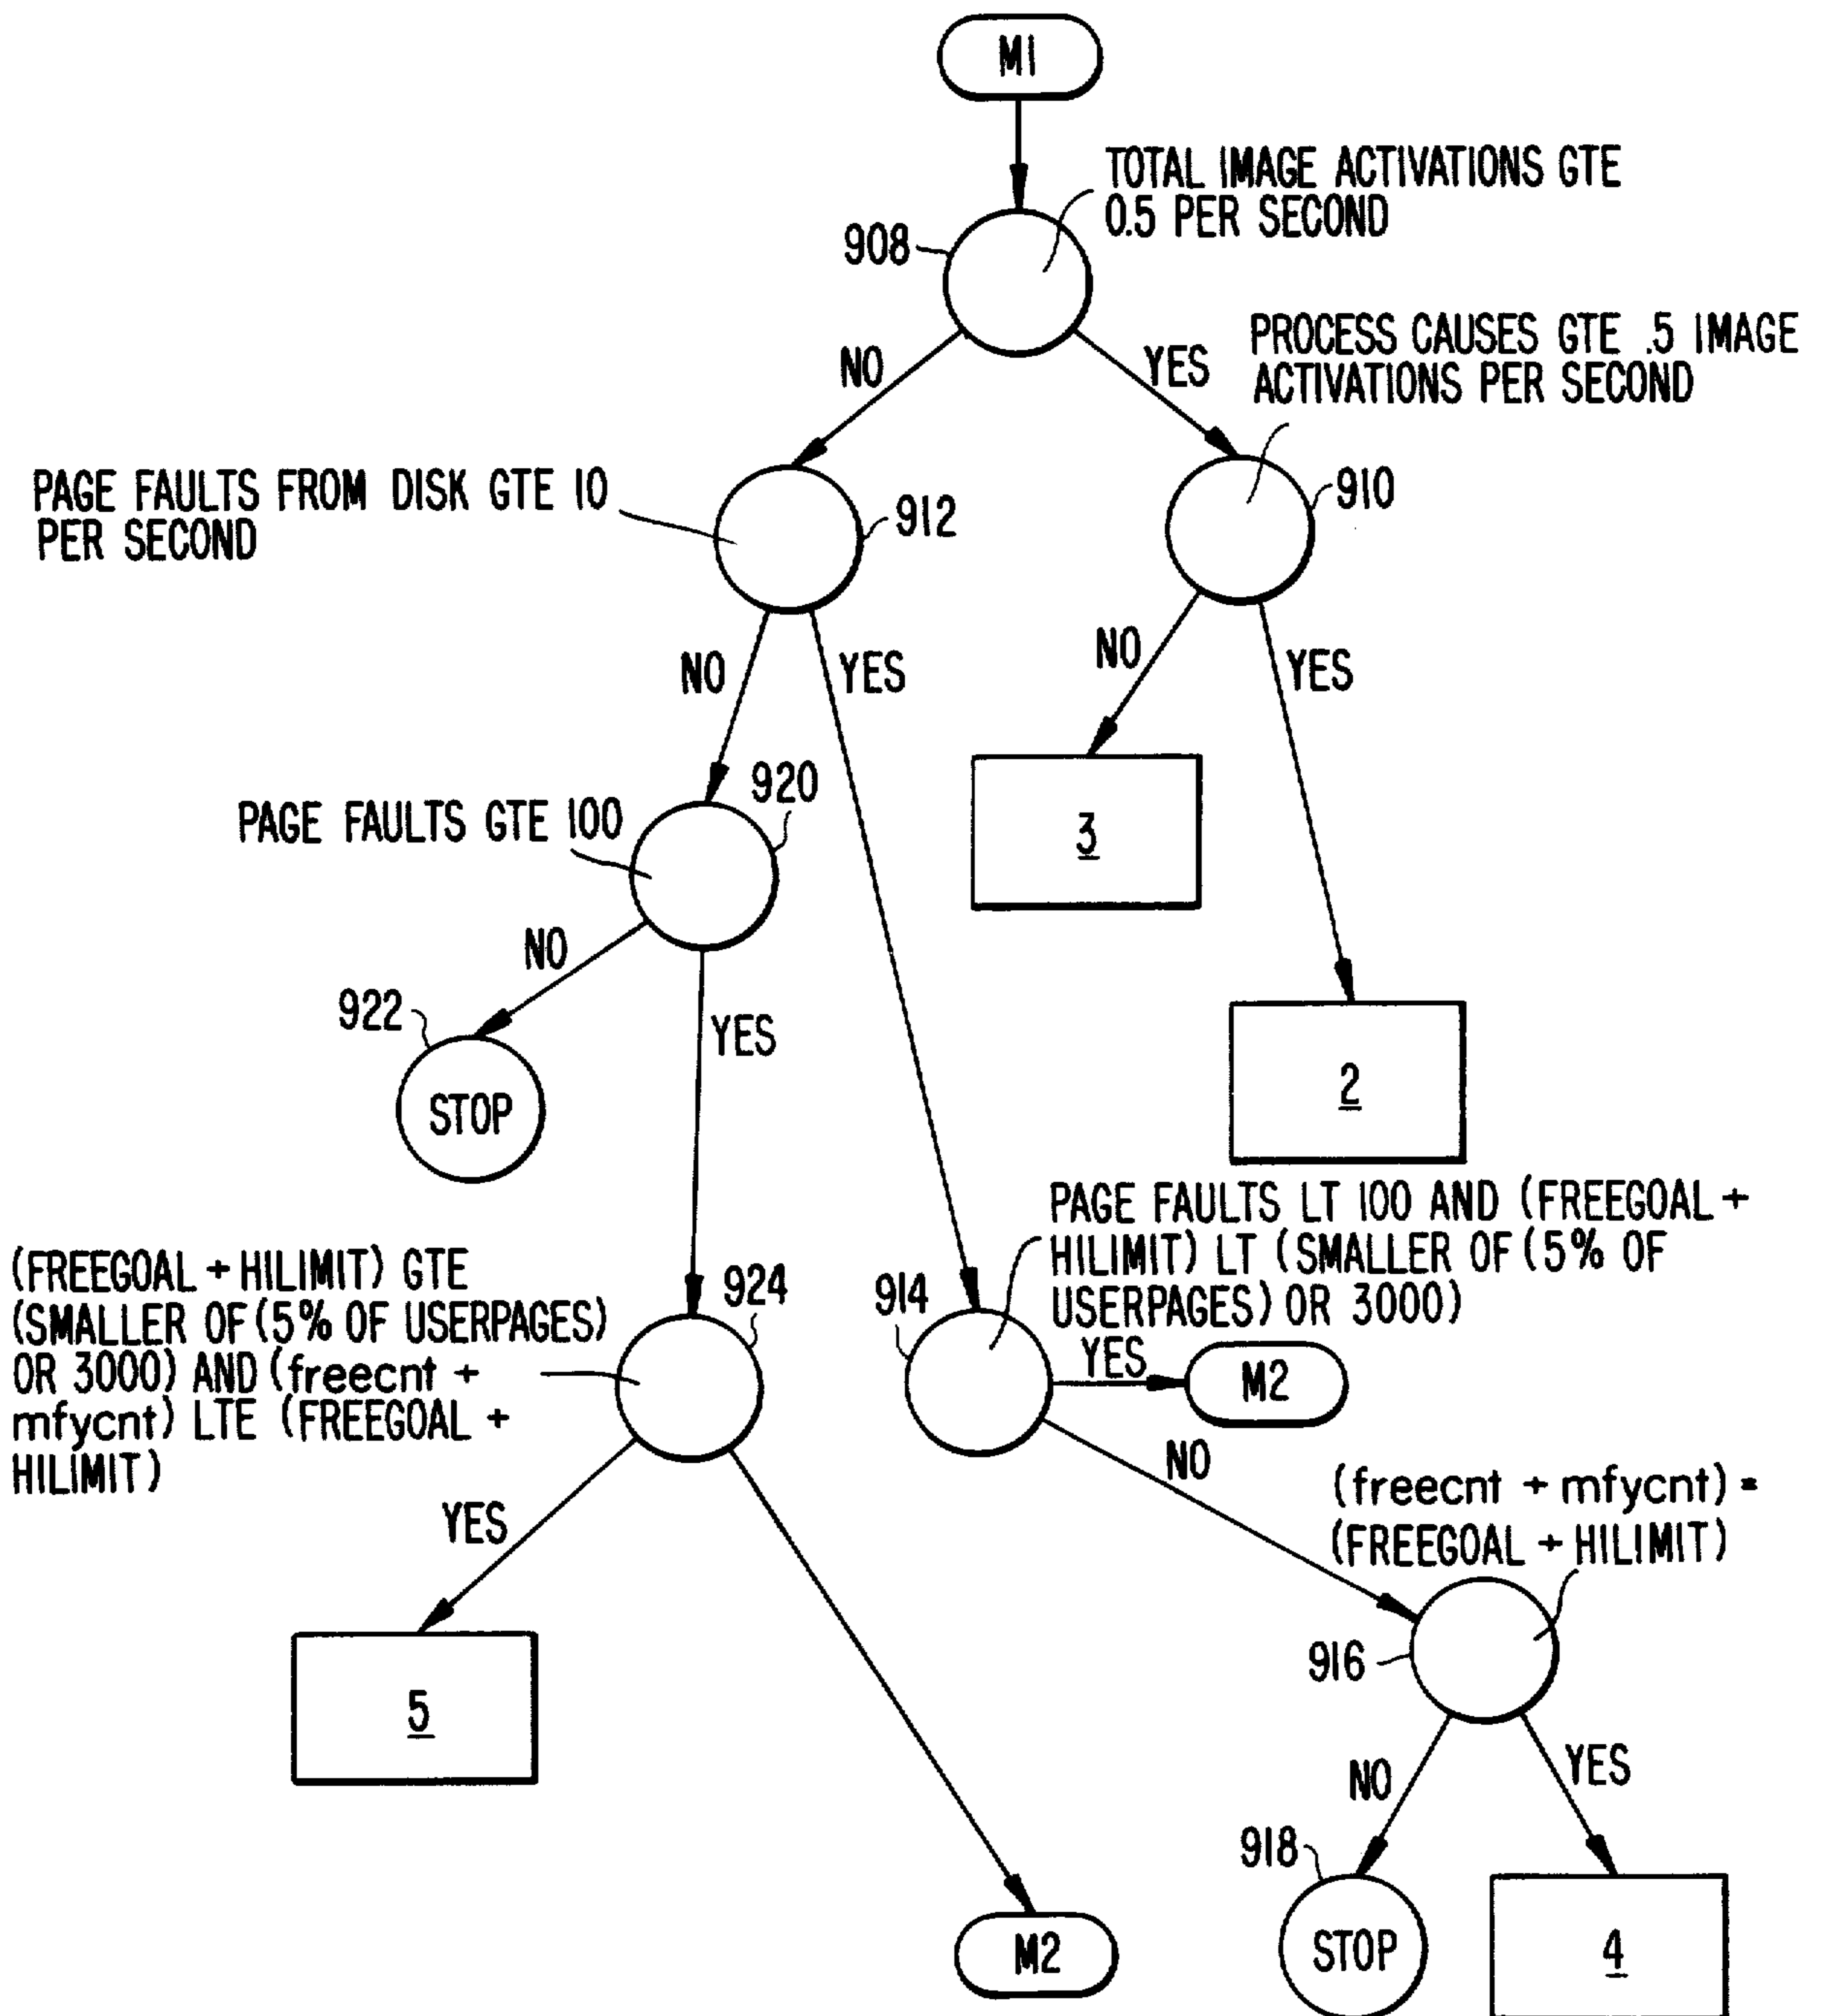 M1
TOTAL IMAGE ACTIVATIONS GTE
0.5 PER SECOND
908
NO
YES
PROCESS CAUSES GTE .5 IMAGE
ACTIVATIONS PER SECOND
PAGE FAULTS FROM DISK GTE 10
PER SECOND
912
910
NO
YES
NO
YES
PAGE FAULTS GTE 100
920
3
NO
922
STOP
YES
2
(FREEGOAL + HILIMIT) GTE
(SMALLER OF (5% OF USERPAGES)
OR 3000) AND (freecnt +
mfycnt) LTE (FREEGOAL +
HILIMIT)
924
914
PAGE FAULTS LT 100 AND (FREEGOAL +
HILIMIT) LT (SMALLER OF (5% OF
USERPAGES) OR 3000)
YES
M2
NO
YES
(freecnt + mfycnt) =
(FREEGOAL + HILIMIT)
916
5
NO
YES
918
STOP
4
M2